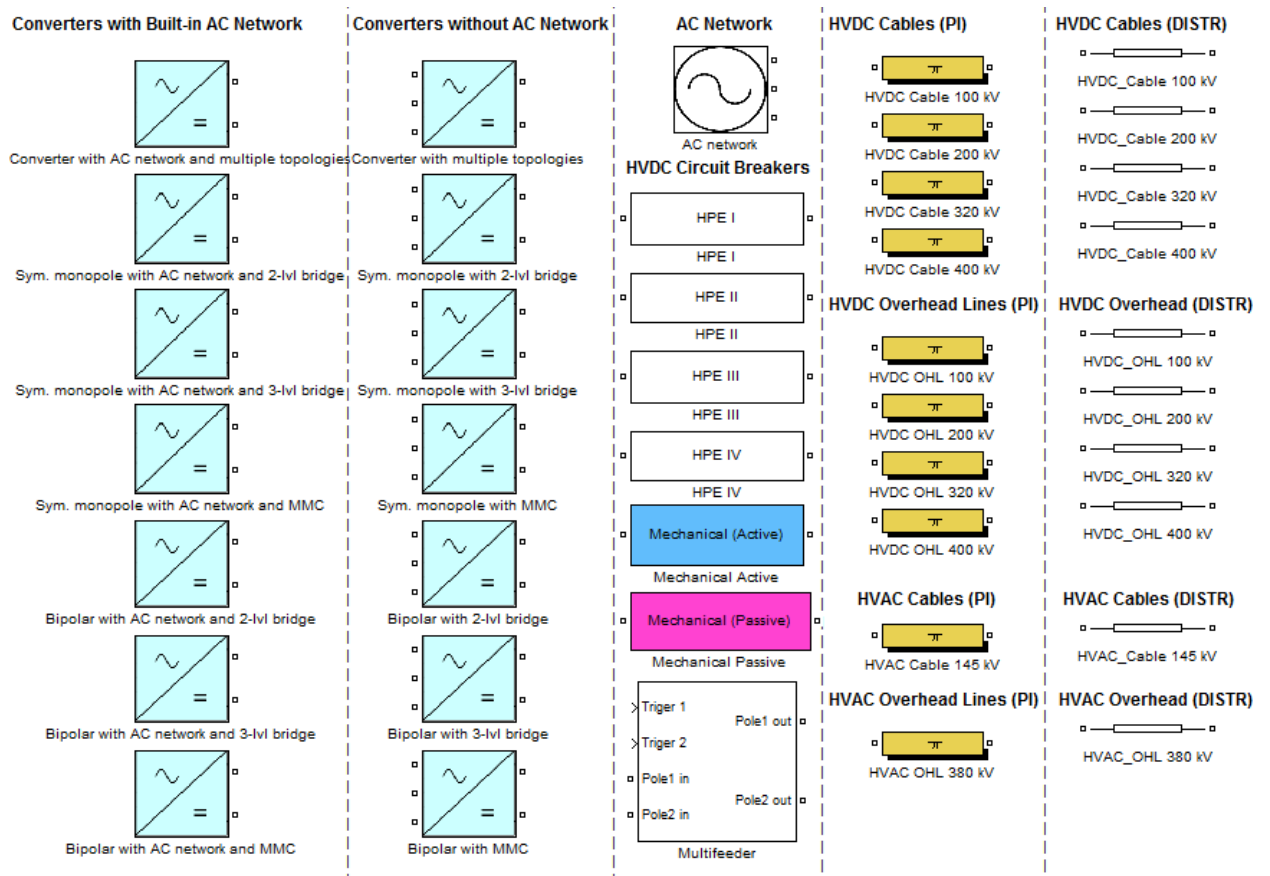 Converters with Built-in AC Network
Converter with AC network and multiple topologies
Sym. monopole with AC network and 2-lvl bridge
Sym. monopole with AC network and 3-lvl bridge
Sym. monopole with AC network and MMC
Bipolar with AC network and 2-lvl bridge
Bipolar with AC network and 3-lvl bridge
Bipolar with AC network and MMC
Converters without AC Network
Converter with multiple topologies
Sym. monopole with 2-lvl bridge
Sym. monopole with 3-lvl bridge
Sym. monopole with MMC
Bipolar with 2-lvl bridge
Bipolar with 3-lvl bridge
Bipolar with MMC
AC Network
AC network
HVDC Circuit Breakers
HPE I
HPE I
HPE II
HPE II
HPE III
HPE III
HPE IV
HPE IV
Mechanical (Active)
Mechanical Active
Mechanical (Passive)
Mechanical Passive
Triger 1
Pole1 out
Triger 2
Pole1 in
Pole2 out
Pole2 in
Multifeeder
HVDC Cables (PI)
HVDC Cable 100 kV
HVDC Cable 200 kV
HVDC Cable 320 kV
HVDC Cable 400 kV
HVDC Overhead Lines (PI)
HVDC OHL 100 kV
HVDC OHL 200 kV
HVDC OHL 320 kV
HVDC OHL 400 kV
HVAC Cables (PI)
HVAC Cable 145 kV
HVAC Overhead Lines (PI)
HVAC OHL 380 kV
HVDC Cables (DISTR)
HVDC_Cable 100 kV
HVDC_Cable 200 kV
HVDC_Cable 320 kV
HVDC_Cable 400 kV
HVDC Overhead (DISTR)
HVDC_OHL 100 kV
HVDC_OHL 200 kV
HVDC_OHL 320 kV
HVDC_OHL 400 kV
HVAC Cables (DISTR)
HVAC_Cable 145 kV
HVAC Overhead (DISTR)
HVAC_OHL 380 kV